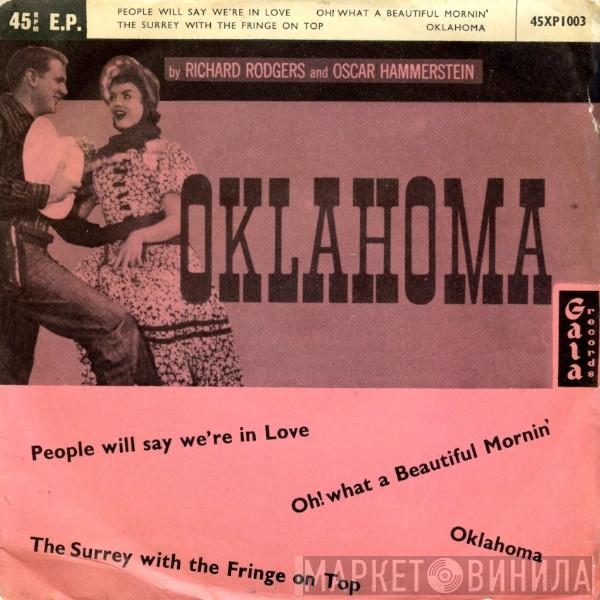 45 RPM E.P.
PEOPLE WILL SAY WE'RE IN LOVE OH! WHAT A BEAUTIFUL MORNIN'
THE SURREY WITH THE FRINGE ON TOP OKLAHOMA
45XP1003
by RICHARD RODGERS and OSCAR HAMMERSTEIN
OKLAHOMA
Gala
records
People will say we're in Love
Oh! what a Beautiful Mornin'
Oklahoma
The Surrey with the Fringe on Top
МАРКЕТ ВИНИЛА